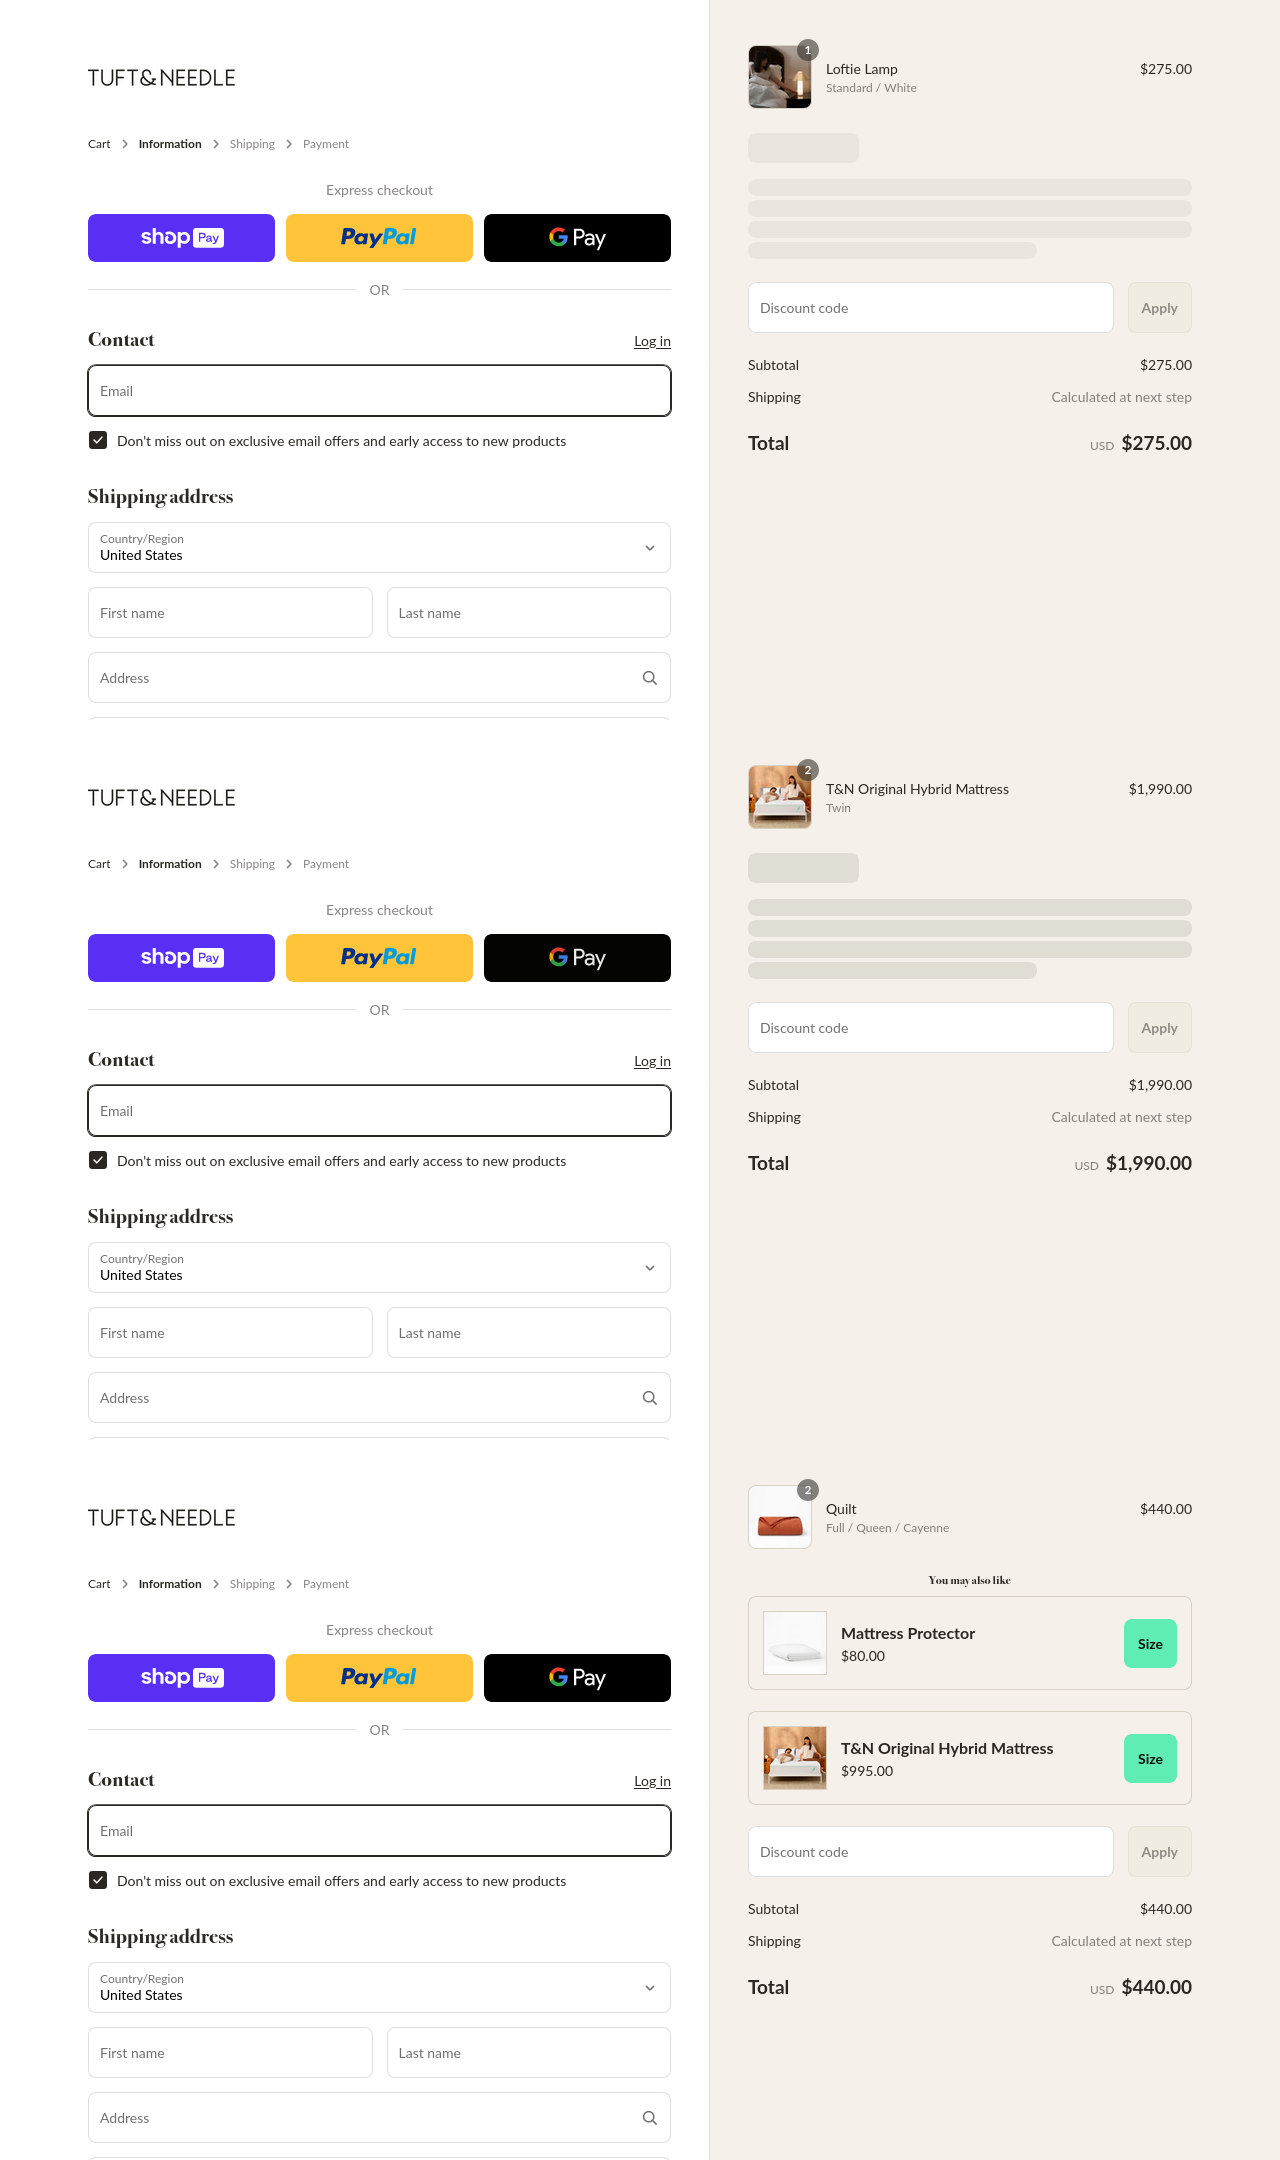 TUFT&NEEDLE
Cart > Information > Shipping > Payment
Express checkout
shop Pay
PayPal
G Pay
OR
Contact
Log in
Email
Don't miss out on exclusive email offers and early access to new products
Shipping address
Country/Region
United States
First name
Last name
Address
1
Loftie Lamp
$275.00
Standard / White
Discount code
Apply
Subtotal
$275.00
Shipping
Calculated at next step
Total
USD $275.00
TUFT&NEEDLE
Cart > Information > Shipping > Payment
Express checkout
shop Pay
PayPal
G Pay
OR
Contact
Log in
Email
Don't miss out on exclusive email offers and early access to new products
Shipping address
Country/Region
United States
First name
Last name
Address
2
T&N Original Hybrid Mattress
$1,990.00
Twin
Discount code
Apply
Subtotal
$1,990.00
Shipping
Calculated at next step
Total
USD $1,990.00
TUFT&NEEDLE
Cart > Information > Shipping > Payment
Express checkout
shop Pay
PayPal
G Pay
OR
Contact
Log in
Email
Don't miss out on exclusive email offers and early access to new products
Shipping address
Country/Region
United States
First name
Last name
Address
2
Quilt
$440.00
Full / Queen / Cayenne
You may also like
Mattress Protector
$80.00
Size
T&N Original Hybrid Mattress
$995.00
Size
Discount code
Apply
Subtotal
$440.00
Shipping
Calculated at next step
Total
USD $440.00